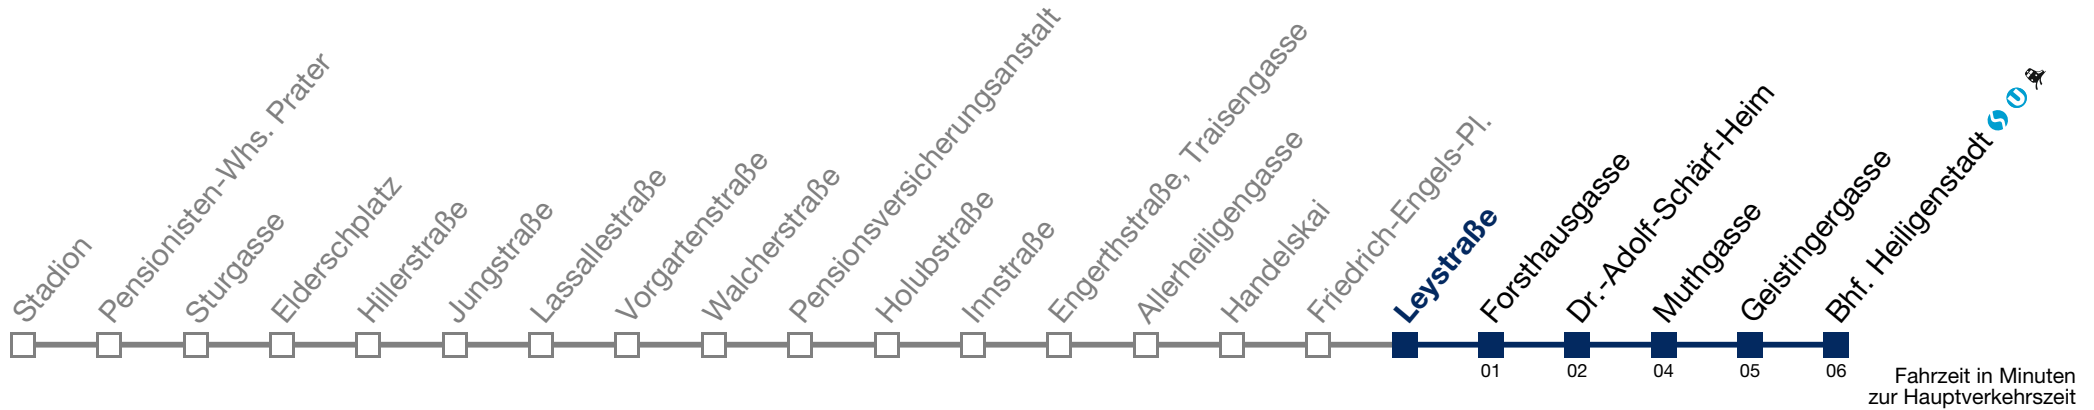 Stadion
Pensionisten-Whs. Prater
Sturgasse
Elderschplatz
Hillerstraße
Jungstraße
Lassallestraße
Vorgartenstraße
Walcherstraße
Pensionsversicherungsanstalt
Holubstraße
Innstraße
Engerthstraße, Traisengasse
Allerheiligengasse
Handelskai
Friedrich-Engels-Pl.
Leystraße
Forsthausgasse
Dr.-Adolf-Schärf-Heim
Muthgasse
Geistingergasse
Bhf. Heiligenstadt S U
01
02
04
05
06
Fahrzeit in Minuten
zur Hauptverkehrszeit